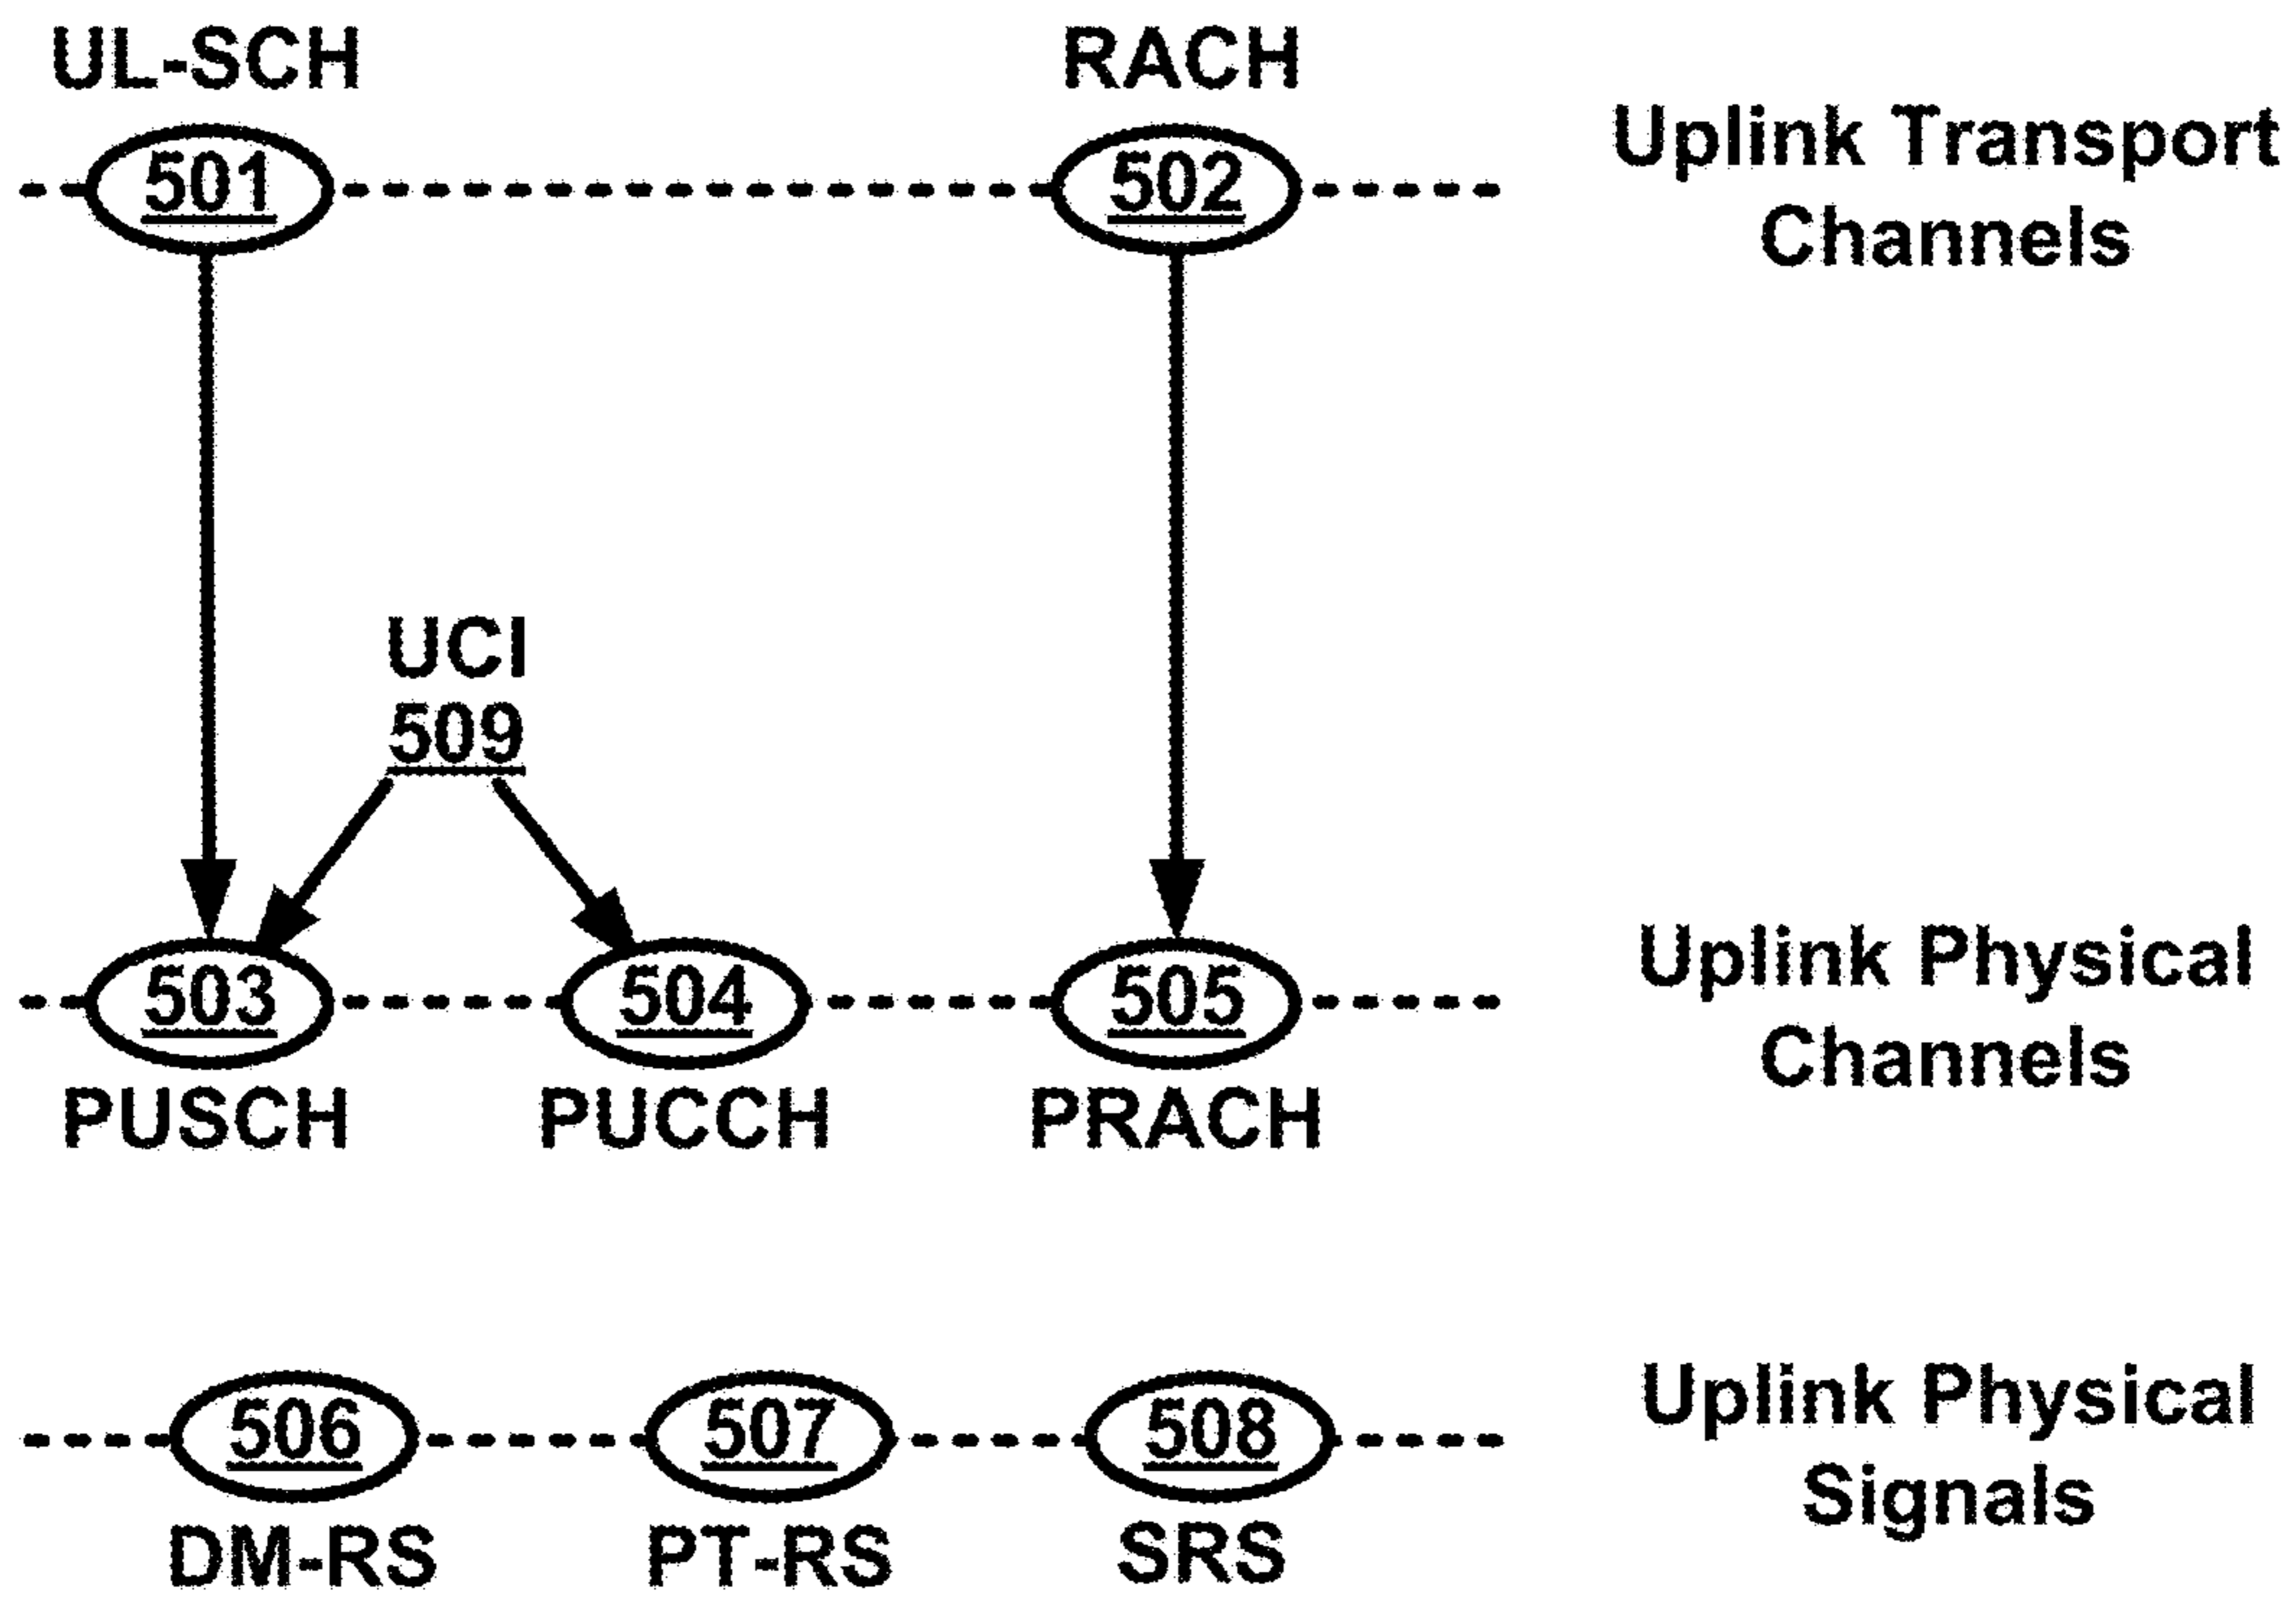 UL-SCH
RACH
501
502
Uplink Transport
Channels
UCI
509
503
504
505
Uplink Physical
Channels
PUSCH
PUCCH
PRACH
506
507
508
Uplink Physical
Signals
DM-RS
PT-RS
SRS